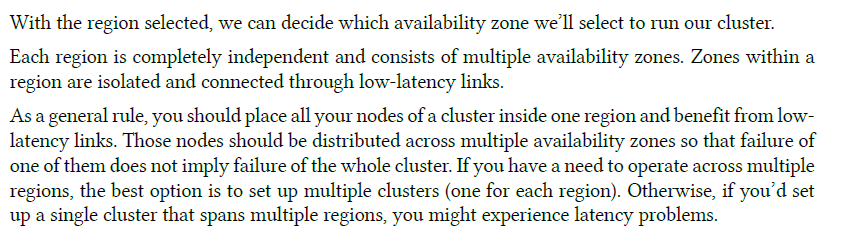 With the region selected, we can decide which availability zone we’ll select to run our cluster.
Each region is completely independent and consists of multiple availability zones. Zones within a
region are isolated and connected through low-latency links.
As a general rule, you should place all your nodes of a cluster inside one region and benefit from low-
latency links. Those nodes should be distributed across multiple availability zones so that failure of
one of them does not imply failure of the whole cluster. If you have a need to operate across multiple
regions, the best option is to set up multiple clusters (one for each region). Otherwise, if you’d set
up a single cluster that spans multiple regions, you might experience latency problems.